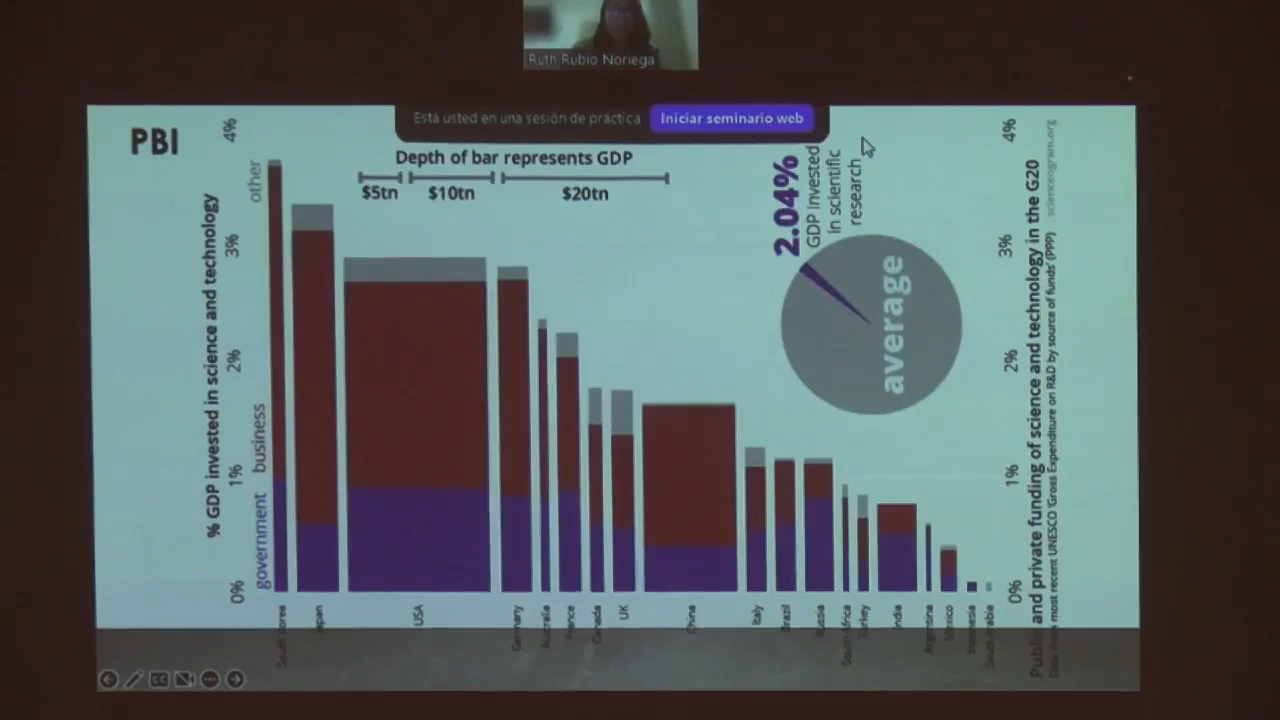 Ruth Rubio Noriega
Está usted en una sesión de práctica
Iniciar seminario web
PBI
Depth of bar represents GDP
$5tn
$10tn
$20tn
% GDP invested in science and technology
0%
1%
2%
3%
4%
government
business
other
2.04%
GDP invested
in scientific
research
average
South Korea
Japan
USA
Germany
Australia
France
Canada
UK
China
Italy
Brazil
Russia
South Africa
Turkey
India
Argentina
Mexico
Indonesia
Saudi Arabia
0%
1%
2%
3%
4%
Public and private funding of science and technology in the G20
most recent UNESCO 'Gross Expenditure on R&D by source of funds' (PPP)
scienceogram.org